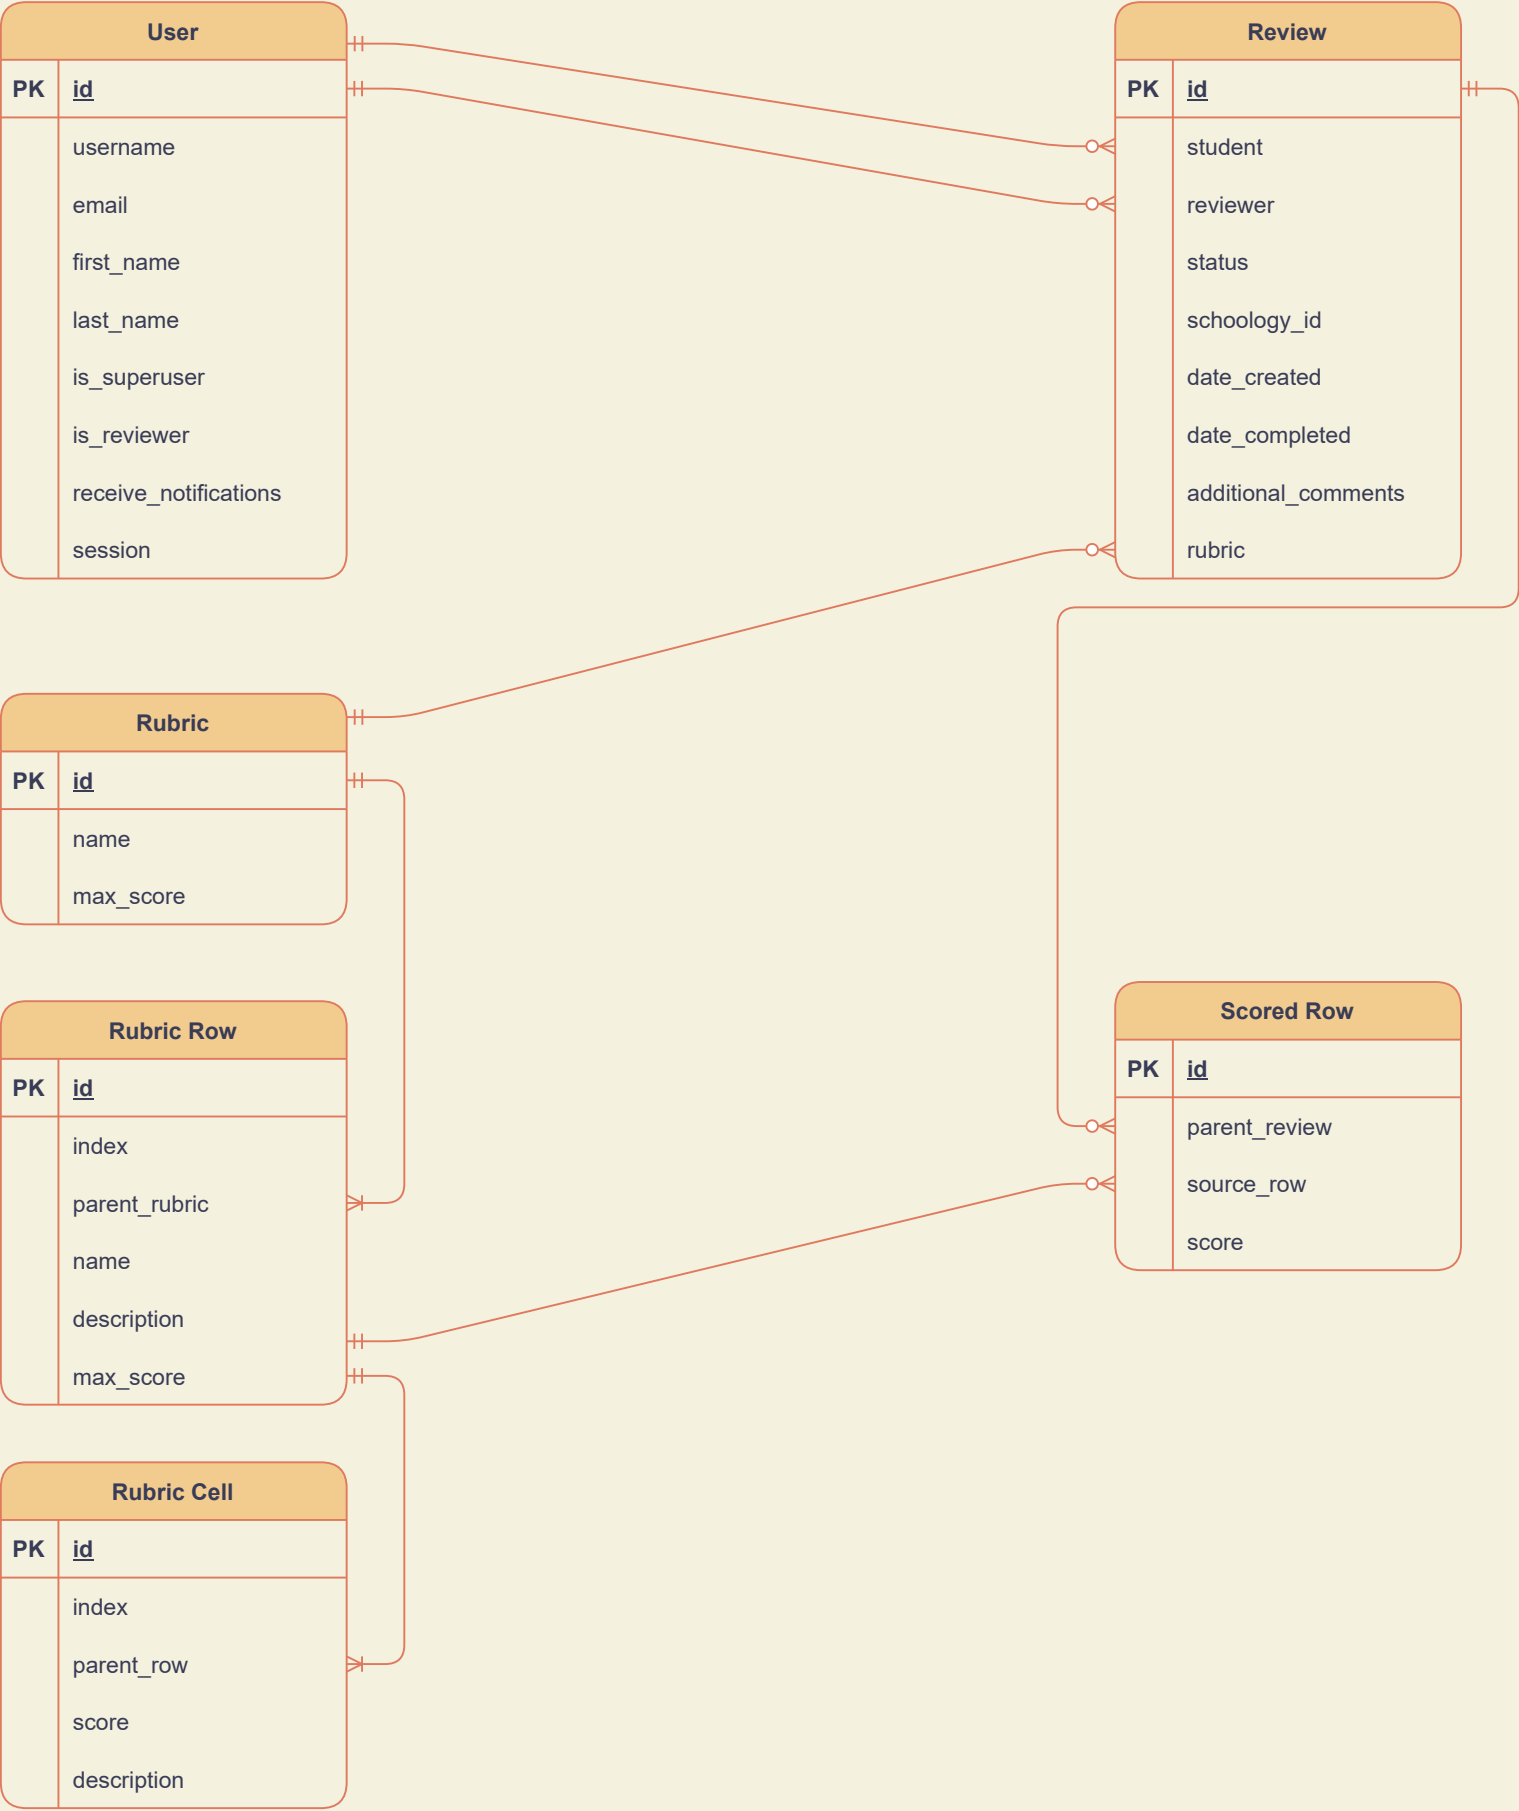 User
PK id
username
email
first_name
last_name
is_superuser
is_reviewer
receive_notifications
session
Review
PK id
student
reviewer
status
schoology_id
date_created
date_completed
additional_comments
rubric
Rubric
PK id
name
max_score
Rubric Row
PK id
index
parent_rubric
name
description
max_score
Scored Row
PK id
parent_review
source_row
score
Rubric Cell
PK id
index
parent_row
score
description